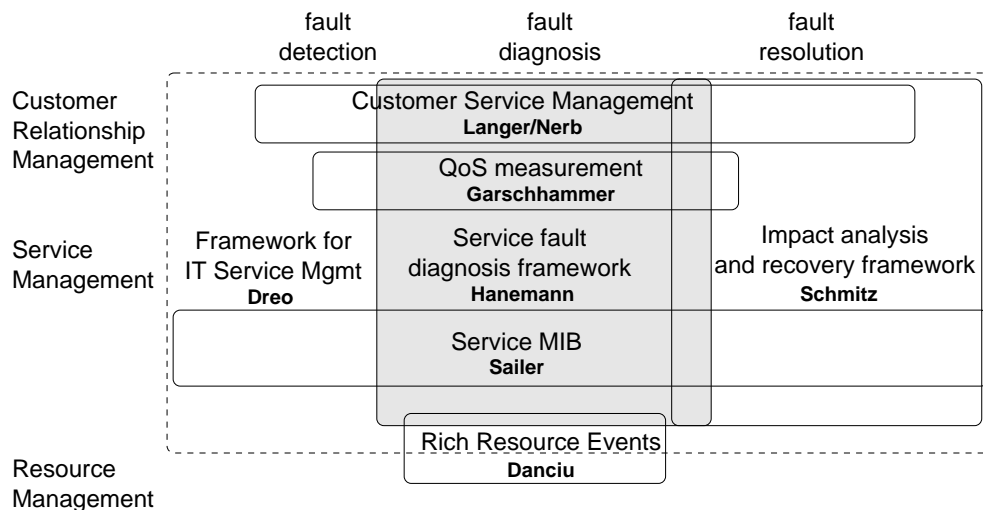 fault
detection
fault
diagnosis
fault
resolution
Customer
Relationship
Management
Customer Service Management
Langer/Nerb
QoS measurement
Garschhammer
Service
Management
Framework for
IT Service Mgmt
Dreo
Service fault
diagnosis framework
Hanemann
Impact analysis
and recovery framework
Schmitz
Service MIB
Sailer
Rich Resource Events
Danciu
Resource
Management